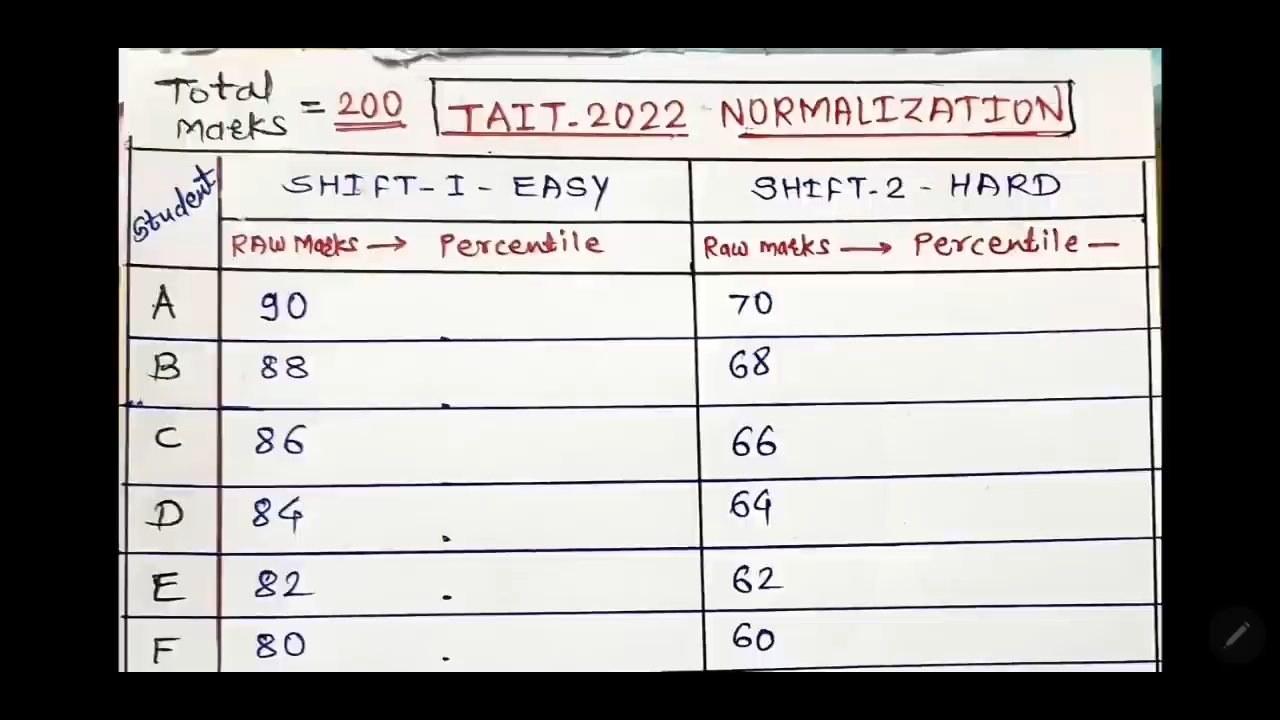 Total Marks = 200 TAIT-2022 NORMALIZATION
Student SHIFT-I-EASY SHIFT-2-HARD
RAW Marks → Percentile Raw marks → Percentile —
A 90 70
B 88 68
C 86 66
D 84 64
E 82 62
F 80 60